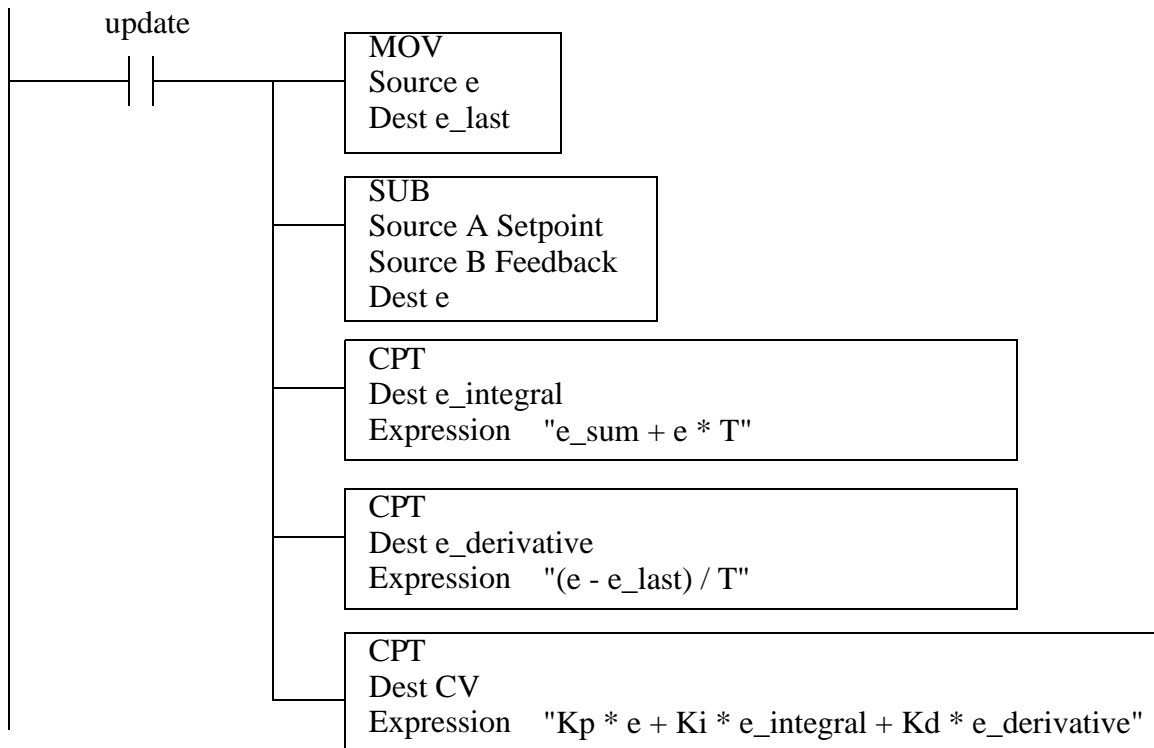 update
MOV
Source e
Dest e_last
SUB
Source A Setpoint
Source B Feedback
Dest e
CPT
Dest e_integral
Expression "e_sum + e * T"
CPT
Dest e_derivative
Expression "(e - e_last) / T"
CPT
Dest CV
Expression "Kp * e + Ki * e_integral + Kd * e_derivative"